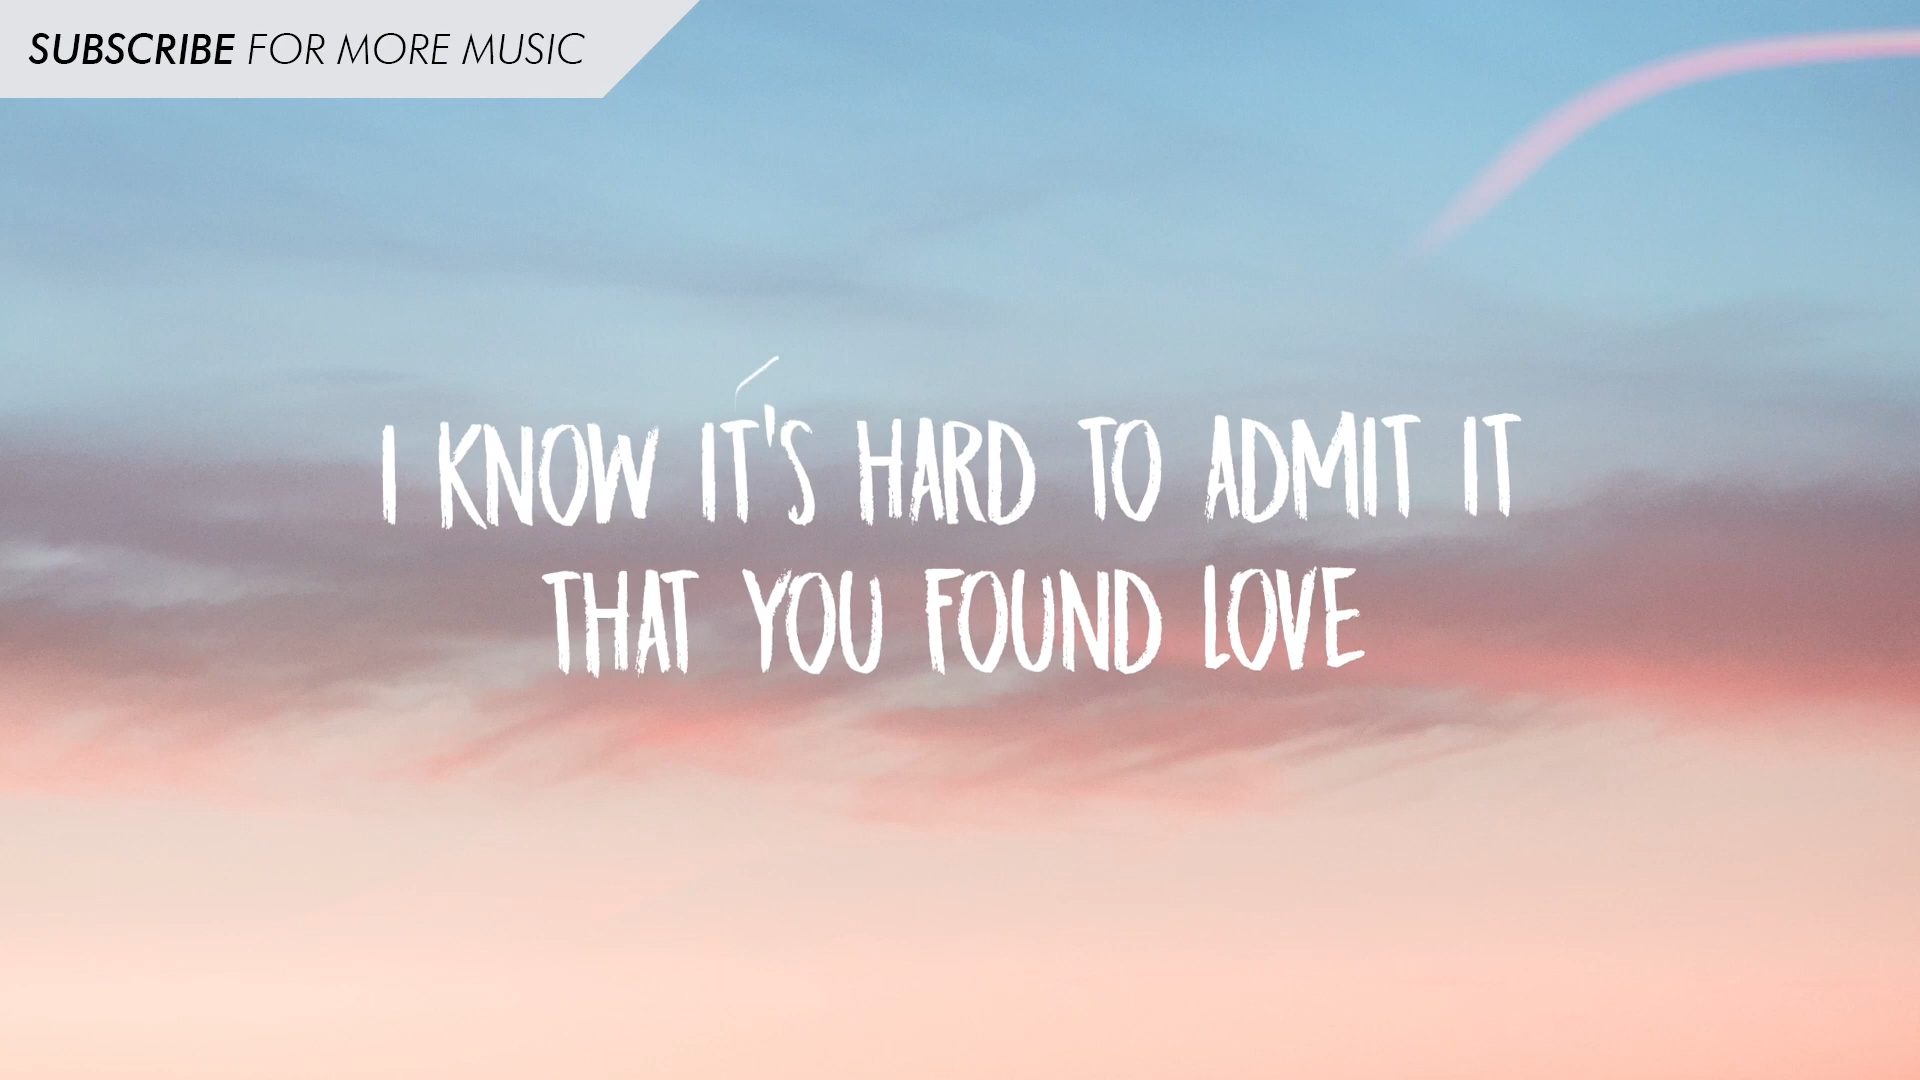 SUBSCRIBE FOR MORE MUSIC
I KNOW IT'S HARD TO ADMIT IT
THAT YOU FOUND LOVE